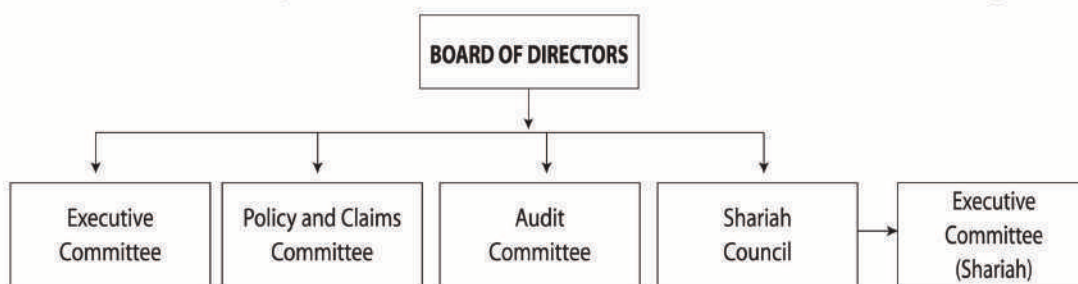 BOARD OF DIRECTORS
Executive
Committee
Policy and Claims
Committee
Audit
Committee
Shariah
Council
Executive
Committee
(Shariah)